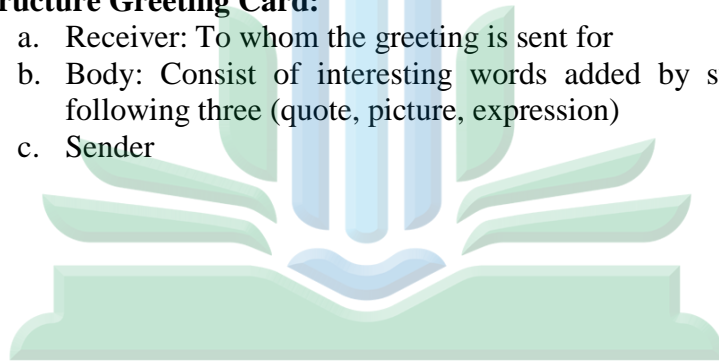 ructure Greeting Card:
a. Receiver: To whom the greeting is sent for
b. Body: Consist of interesting words added by s
following three (quote, picture, expression)
c. Sender